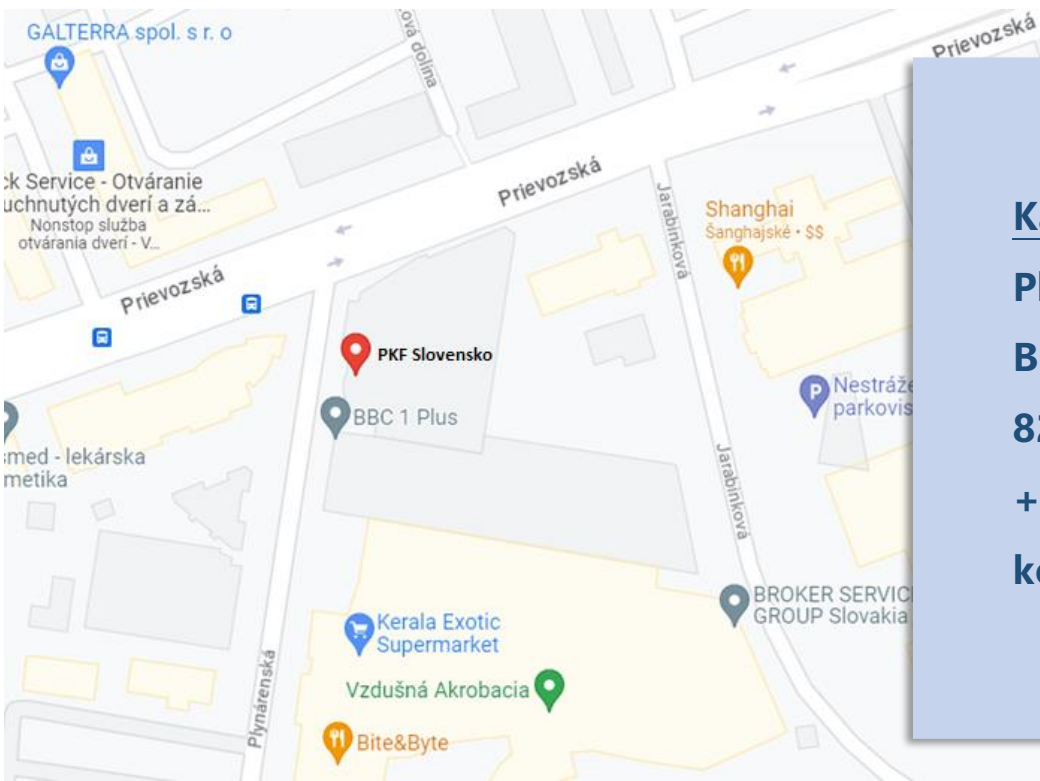 GALTERRA spol. s r. o
ová dolina
Prievozská
ck Service - Otváranie
uchnutých dverí a zá...
Nonstop služba
otvárania dverí - V...
Prievozská
Jarabinková
Shanghai
Šanghajské • $$
Prievozská
PKF Slovensko
BBC 1 Plus
Nestráže
parkovis
smed - lekárska
metika
Jarabinková
BROKER SERVIC
GROUP Slovakia
Kerala Exotic
Supermarket
Vzdušná Akrobacia
Plynárenská
Bite&Byte
P
+